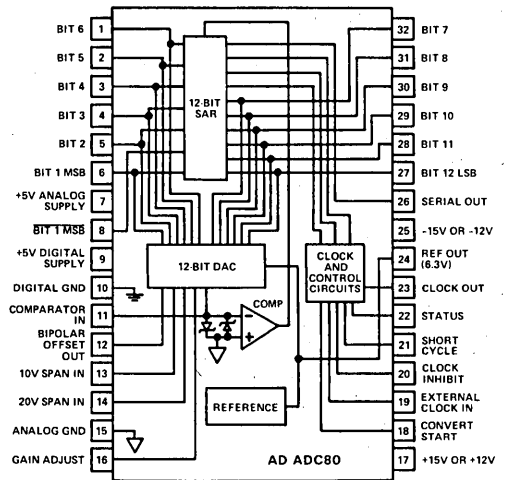 BIT 6 1
BIT 5 2
BIT 4 3
BIT 3 4
BIT 2 5
BIT 1 MSB 6
+5V ANALOG
SUPPLY 7
BIT 1 MSB 8
+5V DIGITAL
SUPPLY 9
DIGITAL GND 10
COMPARATOR
IN 11
BIPOLAR
OFFSET
OUT 12
10V SPAN IN 13
20V SPAN IN 14
ANALOG GND 15
GAIN ADJUST 16
12-BIT
SAR
12-BIT DAC
COMP
−
+
REFERENCE
CLOCK
AND
CONTROL
CIRCUITS
AD ADC80
32 BIT 7
31 BIT 8
30 BIT 9
29 BIT 10
28 BIT 11
27 BIT 12 LSB
26 SERIAL OUT
25 -15V OR -12V
24 REF OUT
(6.3V)
23 CLOCK OUT
22 STATUS
21 SHORT
CYCLE
20 CLOCK
INHIBIT
19 EXTERNAL
CLOCK IN
18 CONVERT
START
17 +15V OR +12V